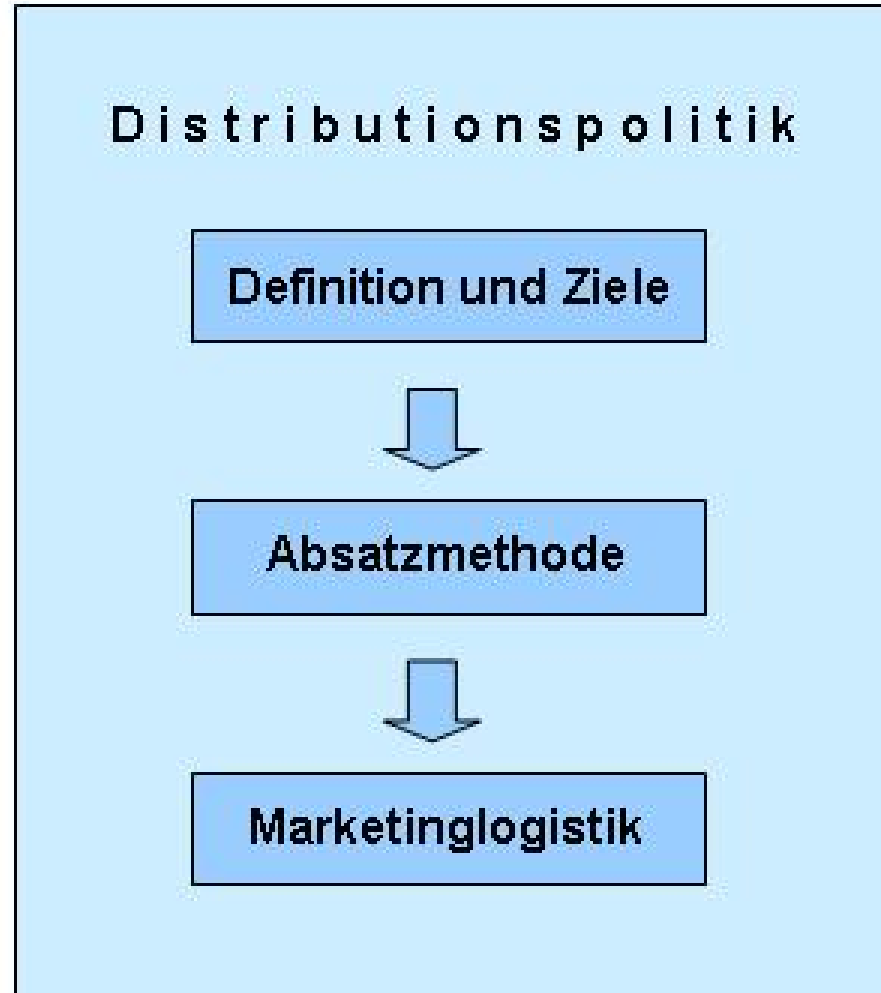 Distributionspolitik
Definition und Ziele
Absatzmethode
Marketinglogistik